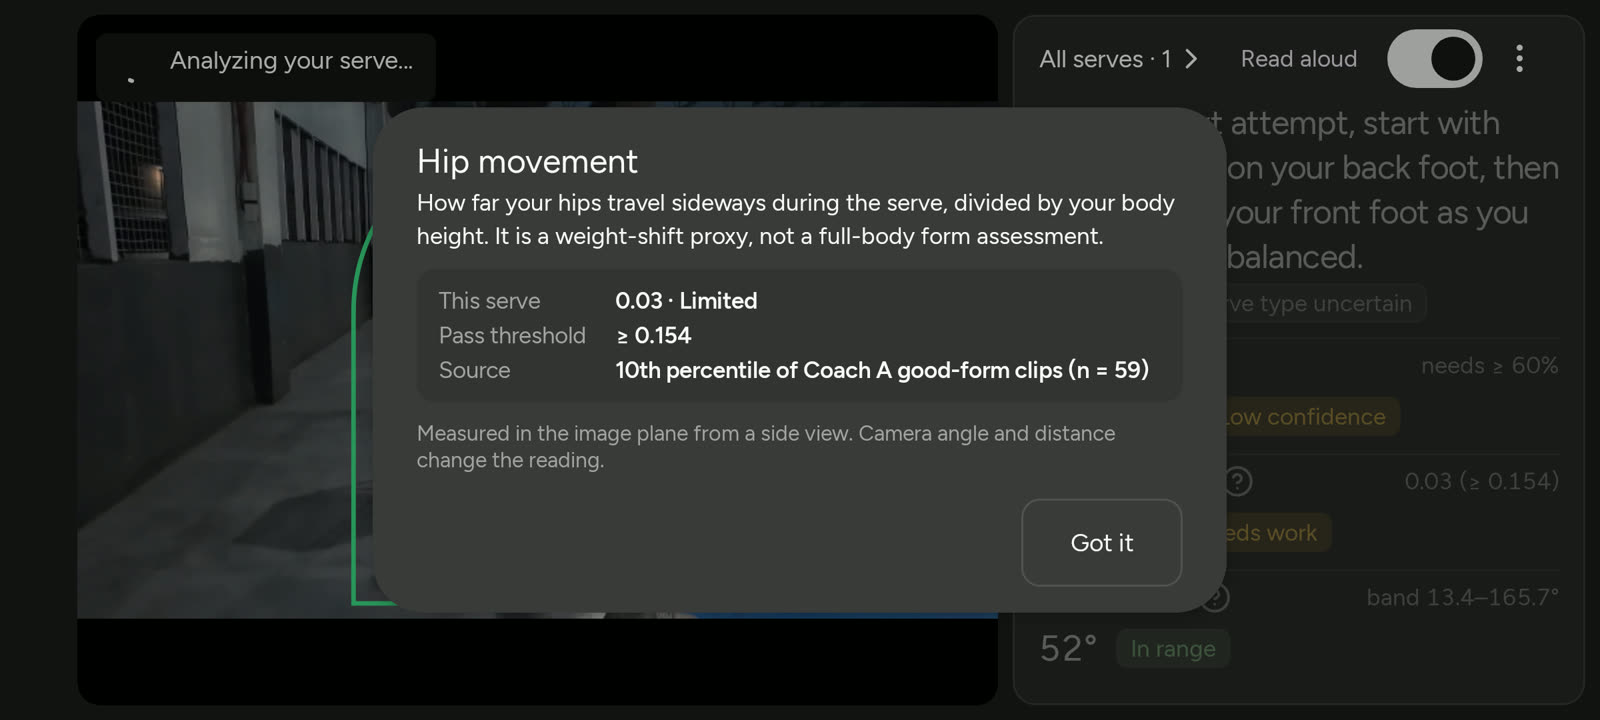 Analyzing your serve...
All serves · 1
Read aloud
Hip movement
How far your hips travel sideways during the serve, divided by your body
height. It is a weight-shift proxy, not a full-body form assessment.
This serve 0.03 · Limited
Pass threshold ≥ 0.154
Source 10th percentile of Coach A good-form clips (n = 59)
Measured in the image plane from a side view. Camera angle and distance
change the reading.
Got it
attempt, start with
on your back foot, then
your front foot as you
balanced.
type uncertain
needs ≥ 60%
Low confidence
0.03 (≥ 0.154)
work
band 13.4–165.7°
52° In range